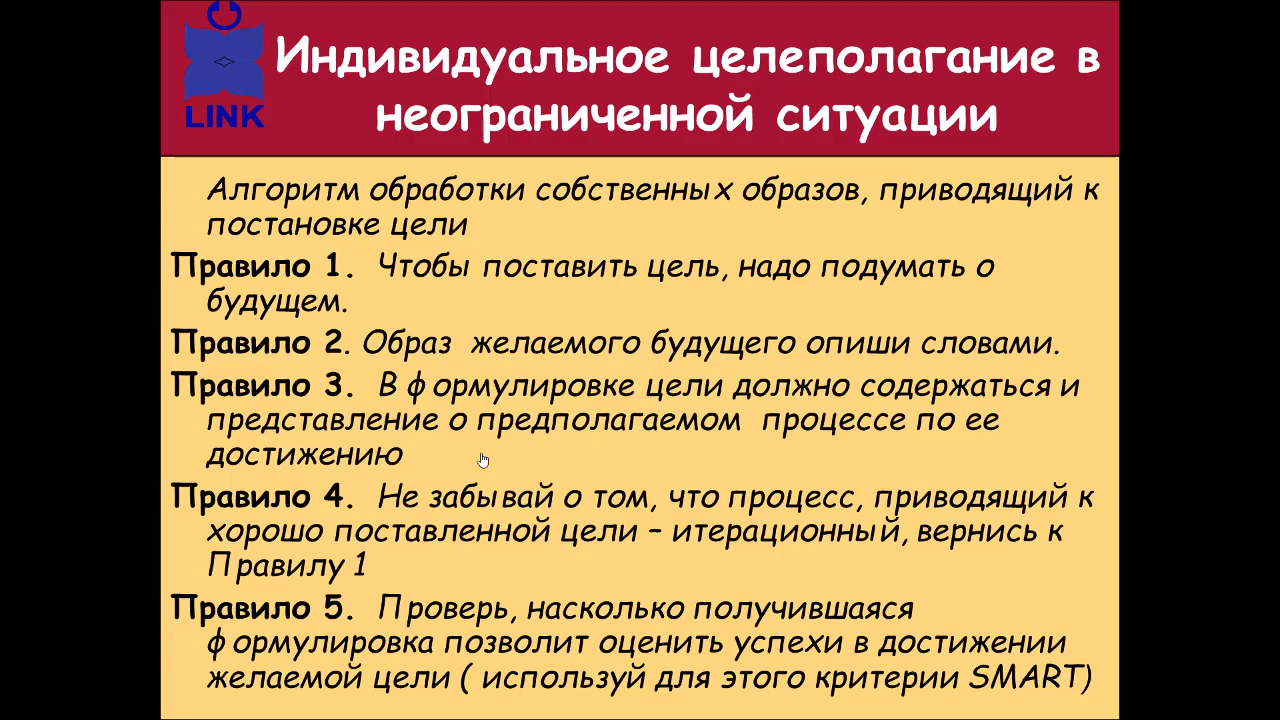 LINK
Индивидуальное целеполагание в
неограниченной ситуации
Алгоритм обработки собственных образов, приводящий к
постановке цели
Правило 1. Чтобы поставить цель, надо подумать о
будущем.
Правило 2. Образ желаемого будущего опиши словами.
Правило 3. В формулировке цели должно содержаться и
представление о предполагаемом процессе по ее
достижению
Правило 4. Не забывай о том, что процесс, приводящий к
хорошо поставленной цели – итерационный, вернись к
Правилу 1
Правило 5. Проверь, насколько получившаяся
формулировка позволит оценить успехи в достижении
желаемой цели ( используй для этого критерии SMART)